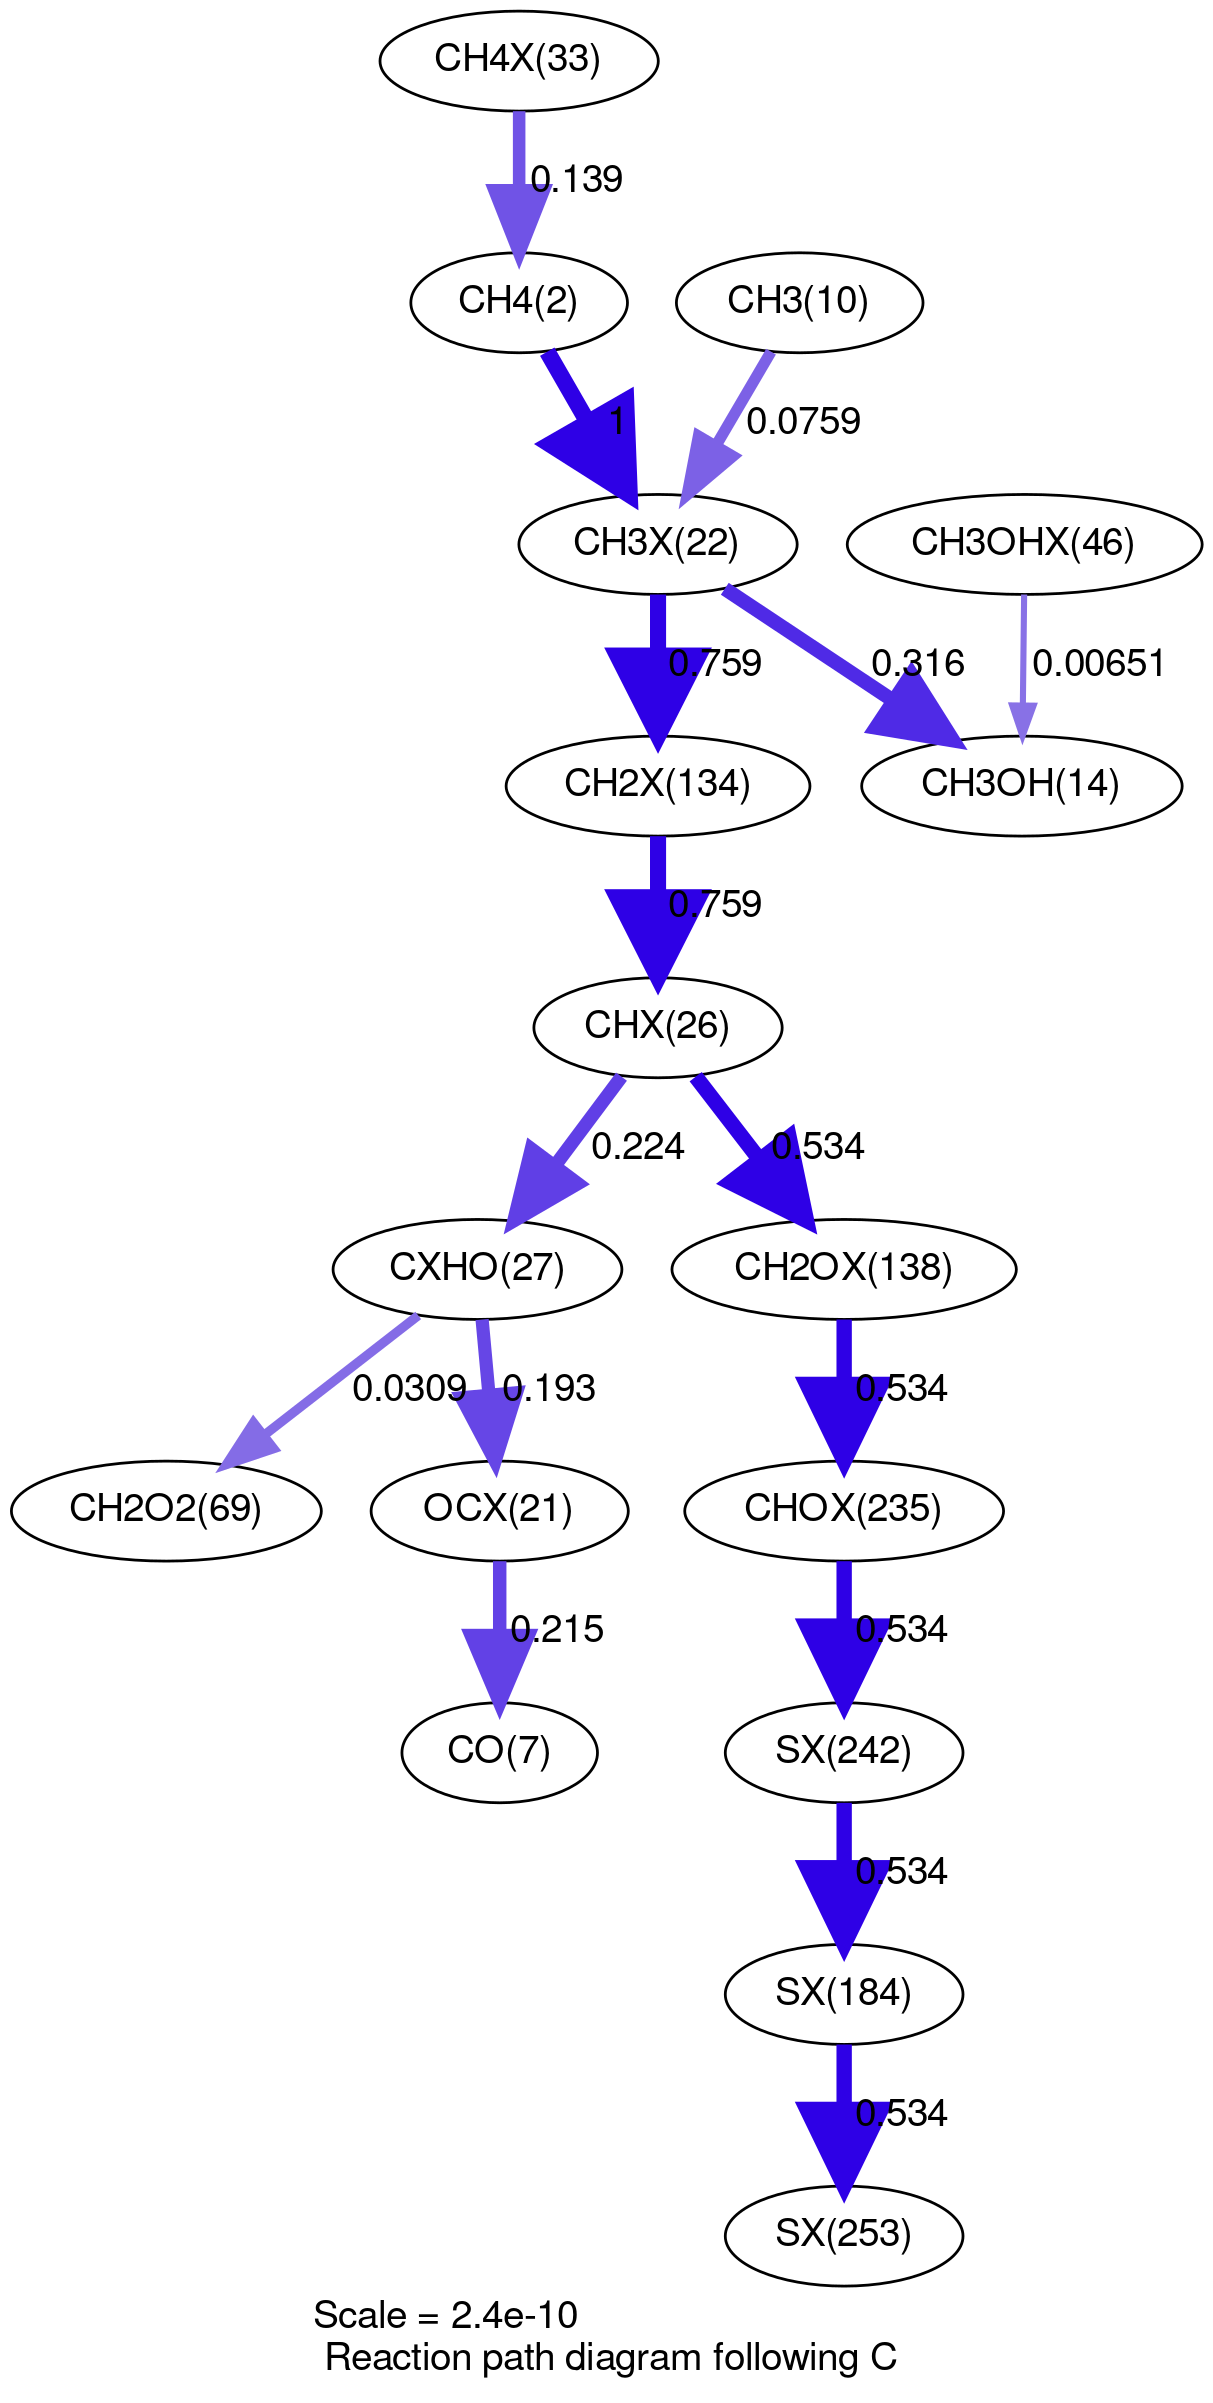 CH4X(33)
0.139
CH4(2)
CH3(10)
1
0.0759
CH3X(22)
CH3OHX(46)
0.759
0.316
0.00651
CH2X(134)
CH3OH(14)
0.759
CHX(26)
0.224
0.534
CXHO(27)
CH2OX(138)
0.0309
0.193
0.534
CH2O2(69)
OCX(21)
CHOX(235)
0.215
0.534
CO(7)
SX(242)
0.534
SX(184)
0.534
SX(253)
Scale = 2.4e-10
Reaction path diagram following C